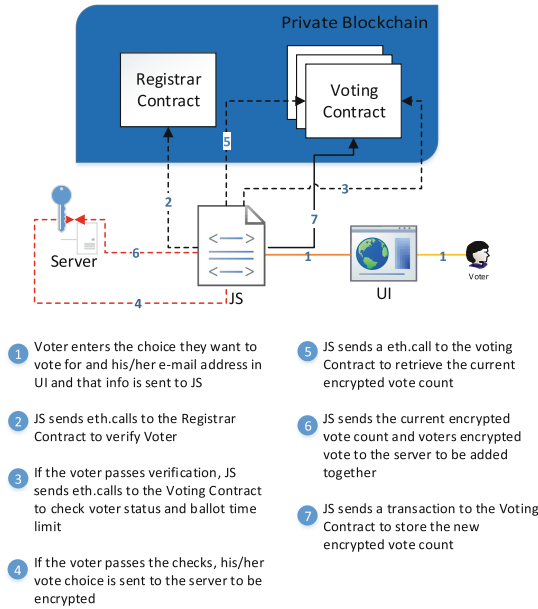 Private Blockchain
Registrar
Contract
Voting
Contract
5
2
3
7
Server
6
1
1
4
JS
UI
Voter
1 Voter enters the choice they want to
vote for and his/her e-mail address in
UI and that info is sent to JS
2 JS sends eth.calls to the Registrar
Contract to verify Voter
3 If the voter passes verification, JS
sends eth.calls to the Voting Contract
to check voter status and ballot time
limit
4 If the voter passes the checks, his/her
vote choice is sent to the server to be
encrypted
5 JS sends a eth.call to the voting
Contract to retrieve the current
encrypted vote count
6 JS sends the current encrypted
vote count and voters encrypted
vote to the server to be added
together
7 JS sends a transaction to the Voting
Contract to store the new
encrypted vote count